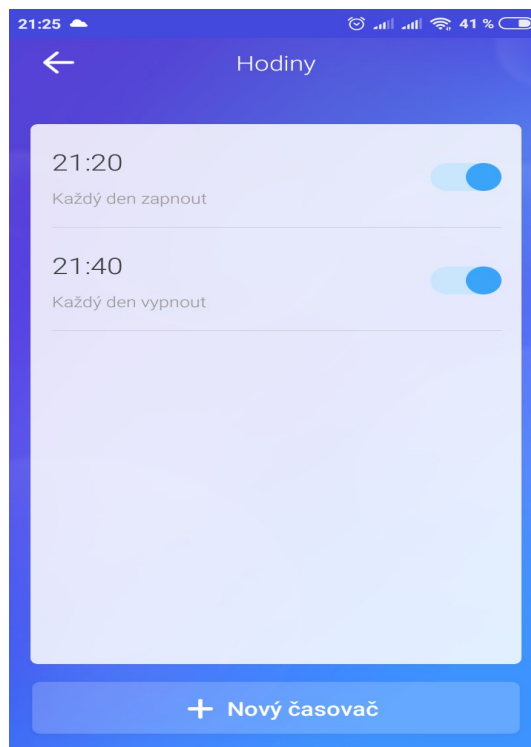 21:25
41 %
Hodiny
21:20
Každý den zapnout
21:40
Každý den vypnout
+ Nový časovač